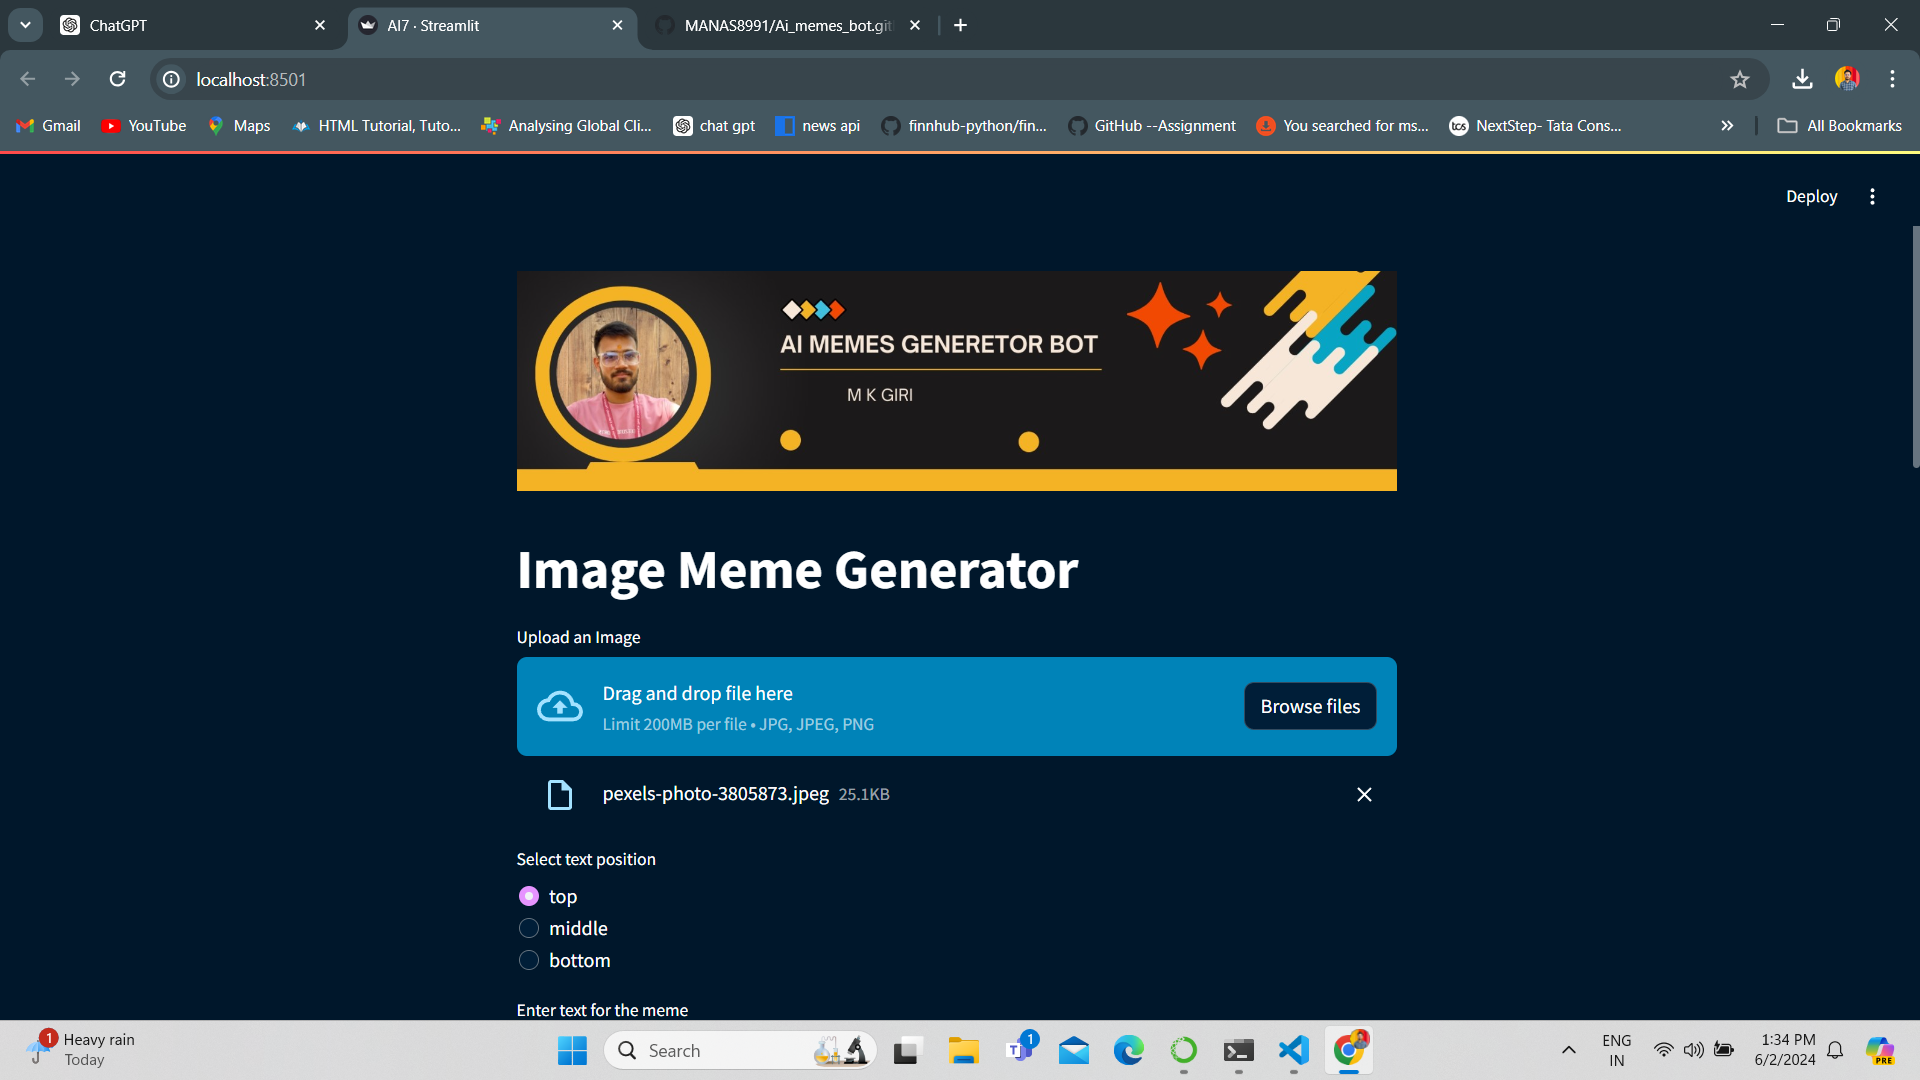 ChatGPT
AI7 · Streamlit
MANAS8991/Ai_memes_bot.git
localhost:8501
Gmail
YouTube
Maps
HTML Tutorial, Tuto...
Analysing Global Cli...
chat gpt
news api
finnhub-python/fin...
GitHub --Assignment
You searched for ms...
tcs
NextStep- Tata Cons...
All Bookmarks
Deploy
AI MEMES GENERETOR BOT
M K GIRI
Image Meme Generator
Upload an Image
Drag and drop file here
Limit 200MB per file • JPG, JPEG, PNG
Browse files
pexels-photo-3805873.jpeg 25.1KB
Select text position
top
middle
bottom
Enter text for the meme
1
Heavy rain
Today
Search
1
ENG
IN
1:34 PM
6/2/2024
PRE